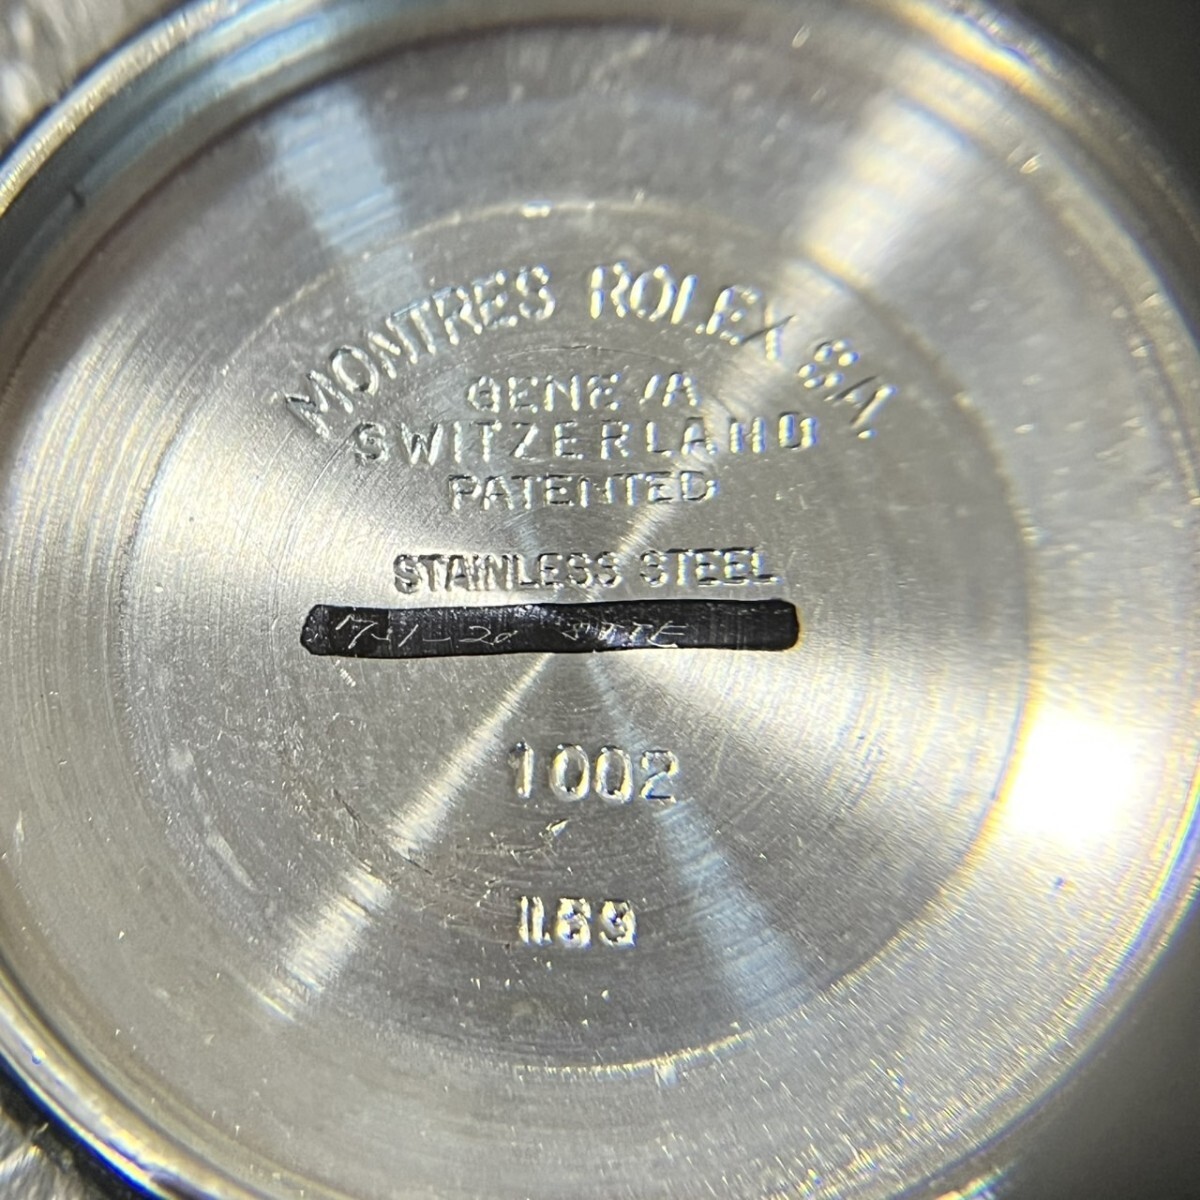 MONTRES ROLEX S.A.
GENEVA
SWITZERLAND
PATENTED
STAINLESS STEEL
1002
I.69